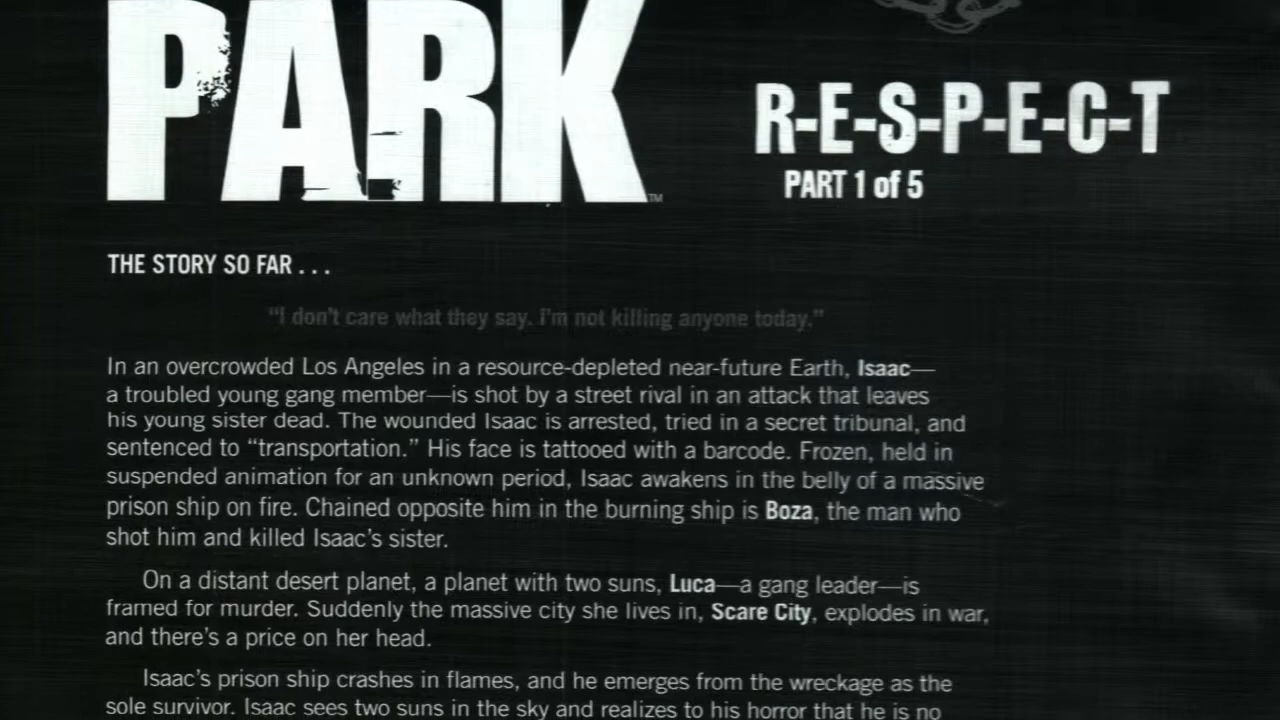 PARK™
R-E-S-P-E-C-T
PART 1 of 5
THE STORY SO FAR . . .
“I don’t care what they say. I’m not killing anyone today.”
In an overcrowded Los Angeles in a resource-depleted near-future Earth, Isaac—
a troubled young gang member—is shot by a street rival in an attack that leaves
his young sister dead. The wounded Isaac is arrested, tried in a secret tribunal, and
sentenced to “transportation.” His face is tattooed with a barcode. Frozen, held in
suspended animation for an unknown period, Isaac awakens in the belly of a massive
prison ship on fire. Chained opposite him in the burning ship is Boza, the man who
shot him and killed Isaac’s sister.
On a distant desert planet, a planet with two suns, Luca—a gang leader—is
framed for murder. Suddenly the massive city she lives in, Scare City, explodes in war,
and there’s a price on her head.
Isaac’s prison ship crashes in flames, and he emerges from the wreckage as the
sole survivor. Isaac sees two suns in the sky and realizes to his horror that he is no